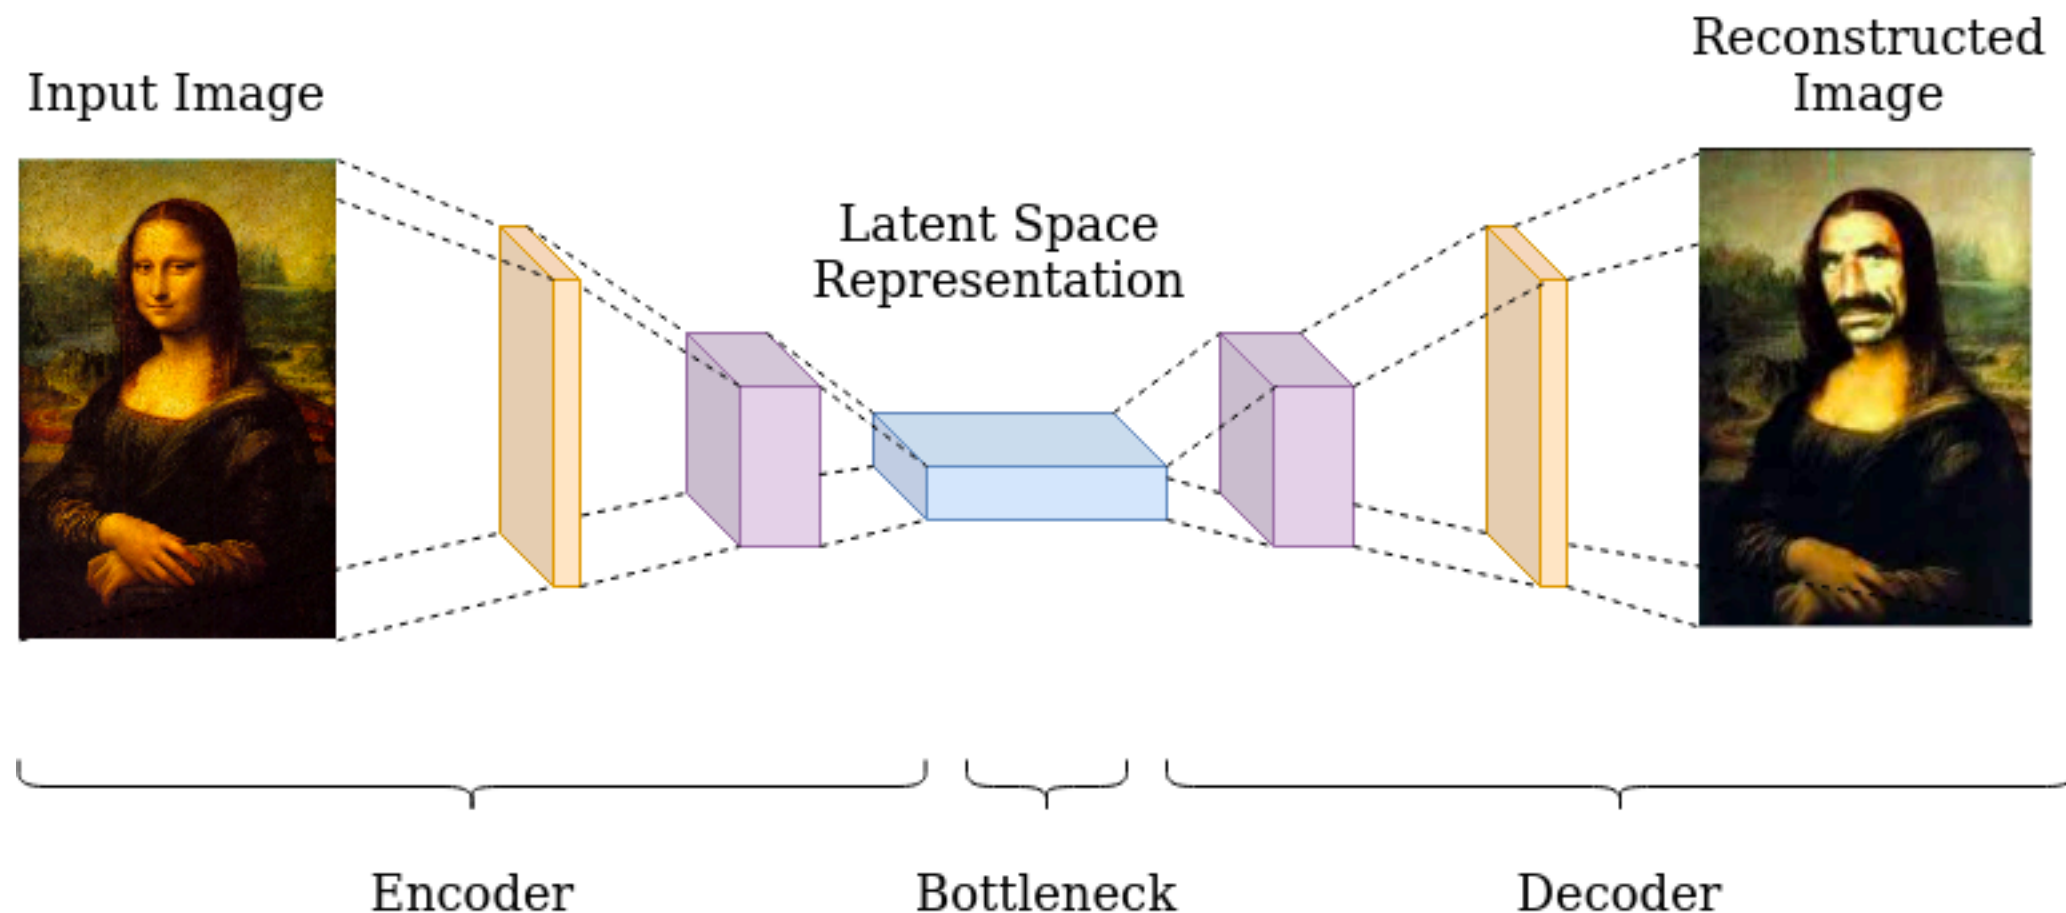 Input Image
Reconstructed
Image
Latent Space
Representation
Encoder
Bottleneck
Decoder